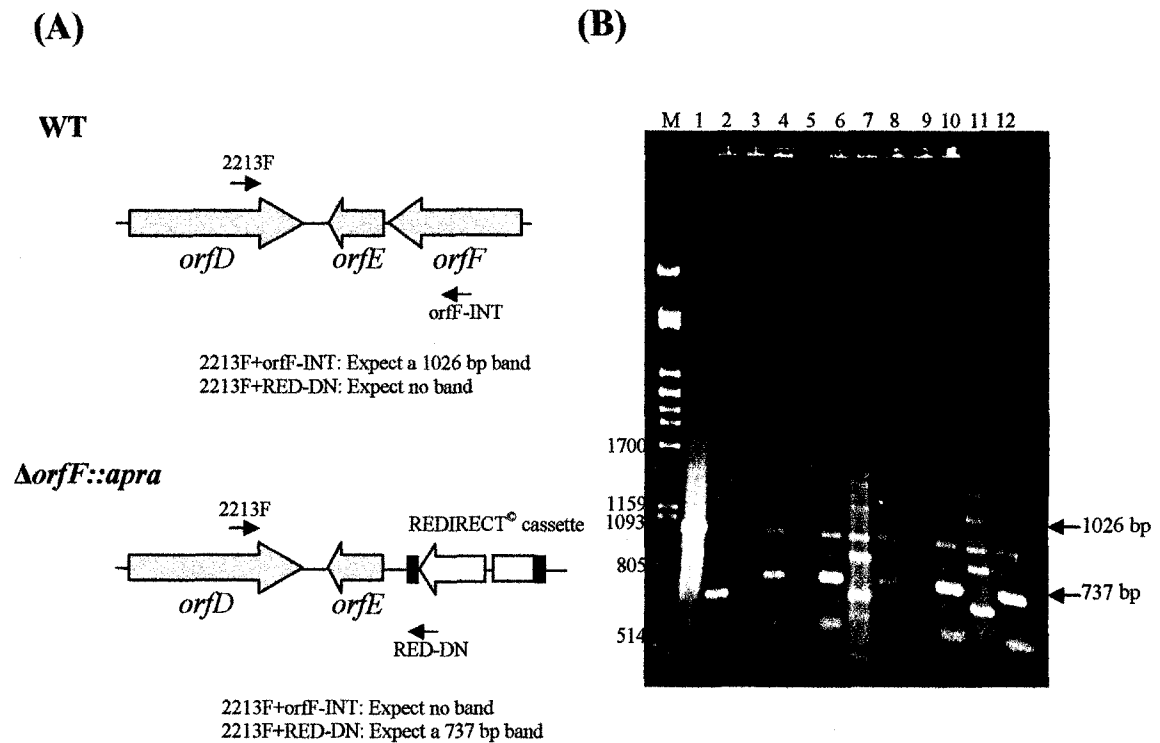 (A)
WT
2213F
orfD orfE orfF
orfF-INT
2213F+orfF-INT: Expect a 1026 bp band
2213F+RED-DN: Expect no band
ΔorfF::apra
2213F
REDIRECT© cassette
orfD orfE
RED-DN
2213F+orfF-INT: Expect no band
2213F+RED-DN: Expect a 737 bp band
(B)
M 1 2 3 4 5 6 7 8 9 10 11 12
1700
1159
1093
805
514
1026 bp
737 bp